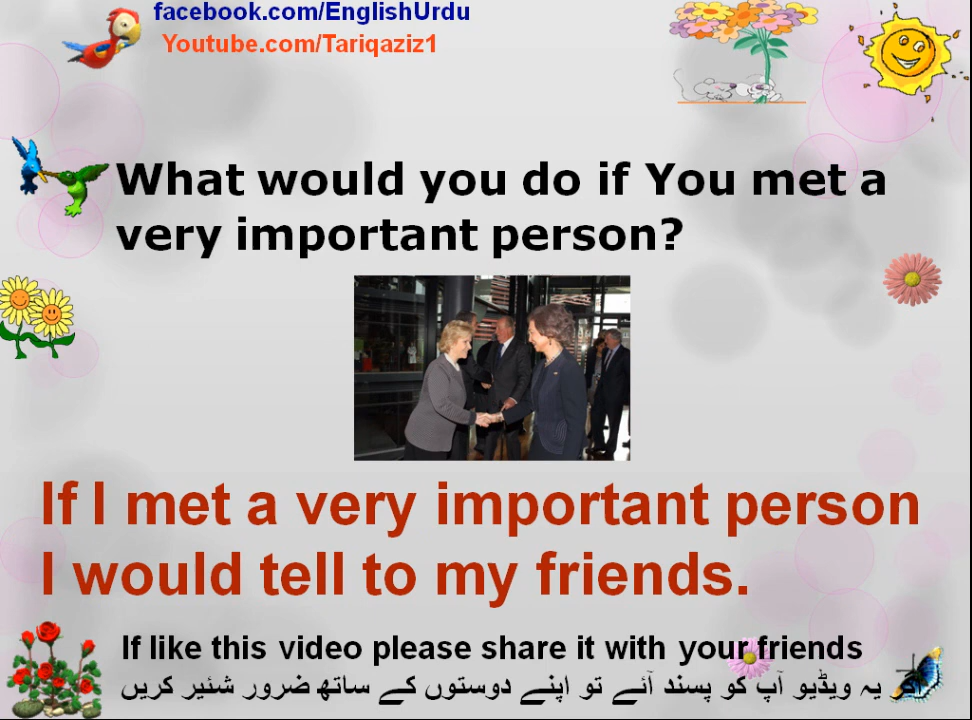 facebook.com/EnglishUrdu
Youtube.com/Tariqaziz1
What would you do if You met a
very important person?
If I met a very important person
I would tell to my friends.
If like this video please share it with your friends
اگر یہ ویڈیو آپ کو پسند آئے تو اپنے دوستوں کے ساتھ ضرور شئیر کریں